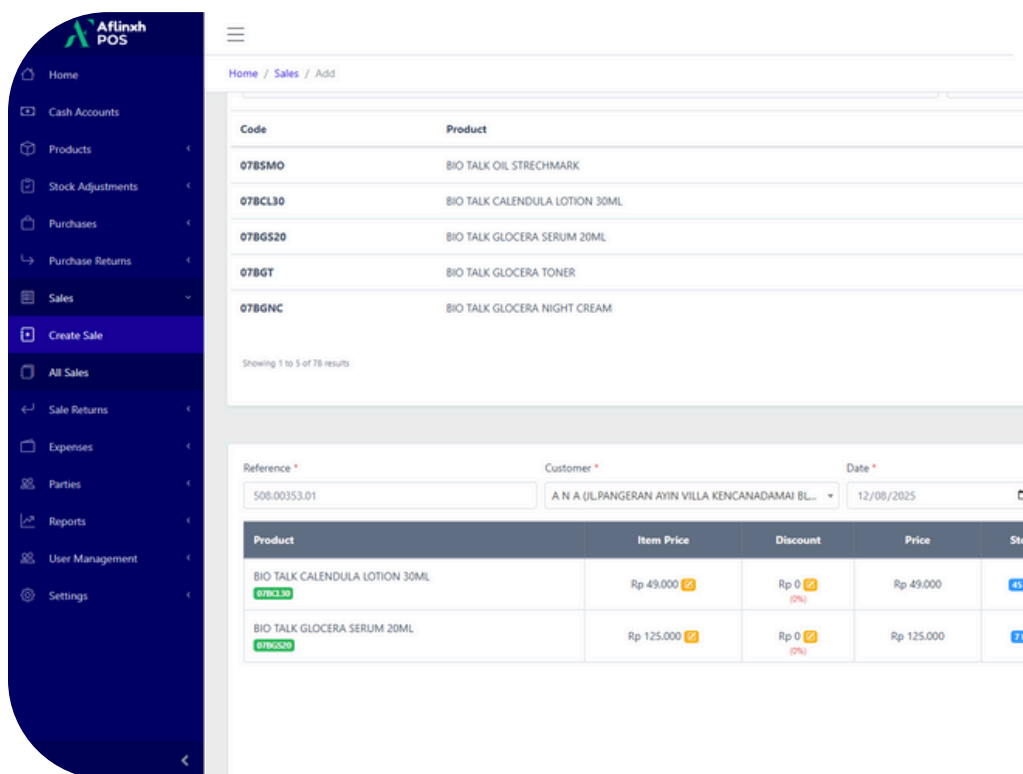 Aflinxh
POS
Home
Cash Accounts
Products
Stock Adjustments
Purchases
Purchase Returns
Sales
Create Sale
All Sales
Sale Returns
Expenses
Parties
Reports
User Management
Settings
Home / Sales / Add
Code Product
07BSMO BIO TALK OIL STRECHMARK
07BCL30 BIO TALK CALENDULA LOTION 30ML
07BGS20 BIO TALK GLOCERA SERUM 20ML
07BGT BIO TALK GLOCERA TONER
07BGNC BIO TALK GLOCERA NIGHT CREAM
Showing 1 to 5 of 78 results
Reference * Customer * Date *
508.00353.01 A N A (JL.PANGERAN AYIN VILLA KENCANADAMAI BL... 12/08/2025
Product Item Price Discount Price
BIO TALK CALENDULA LOTION 30ML
07BCL30 Rp 49.000 Rp 0 Rp 49.000 45
(0%)
BIO TALK GLOCERA SERUM 20ML
07BGS20 Rp 125.000 Rp 0 Rp 125.000
(0%)